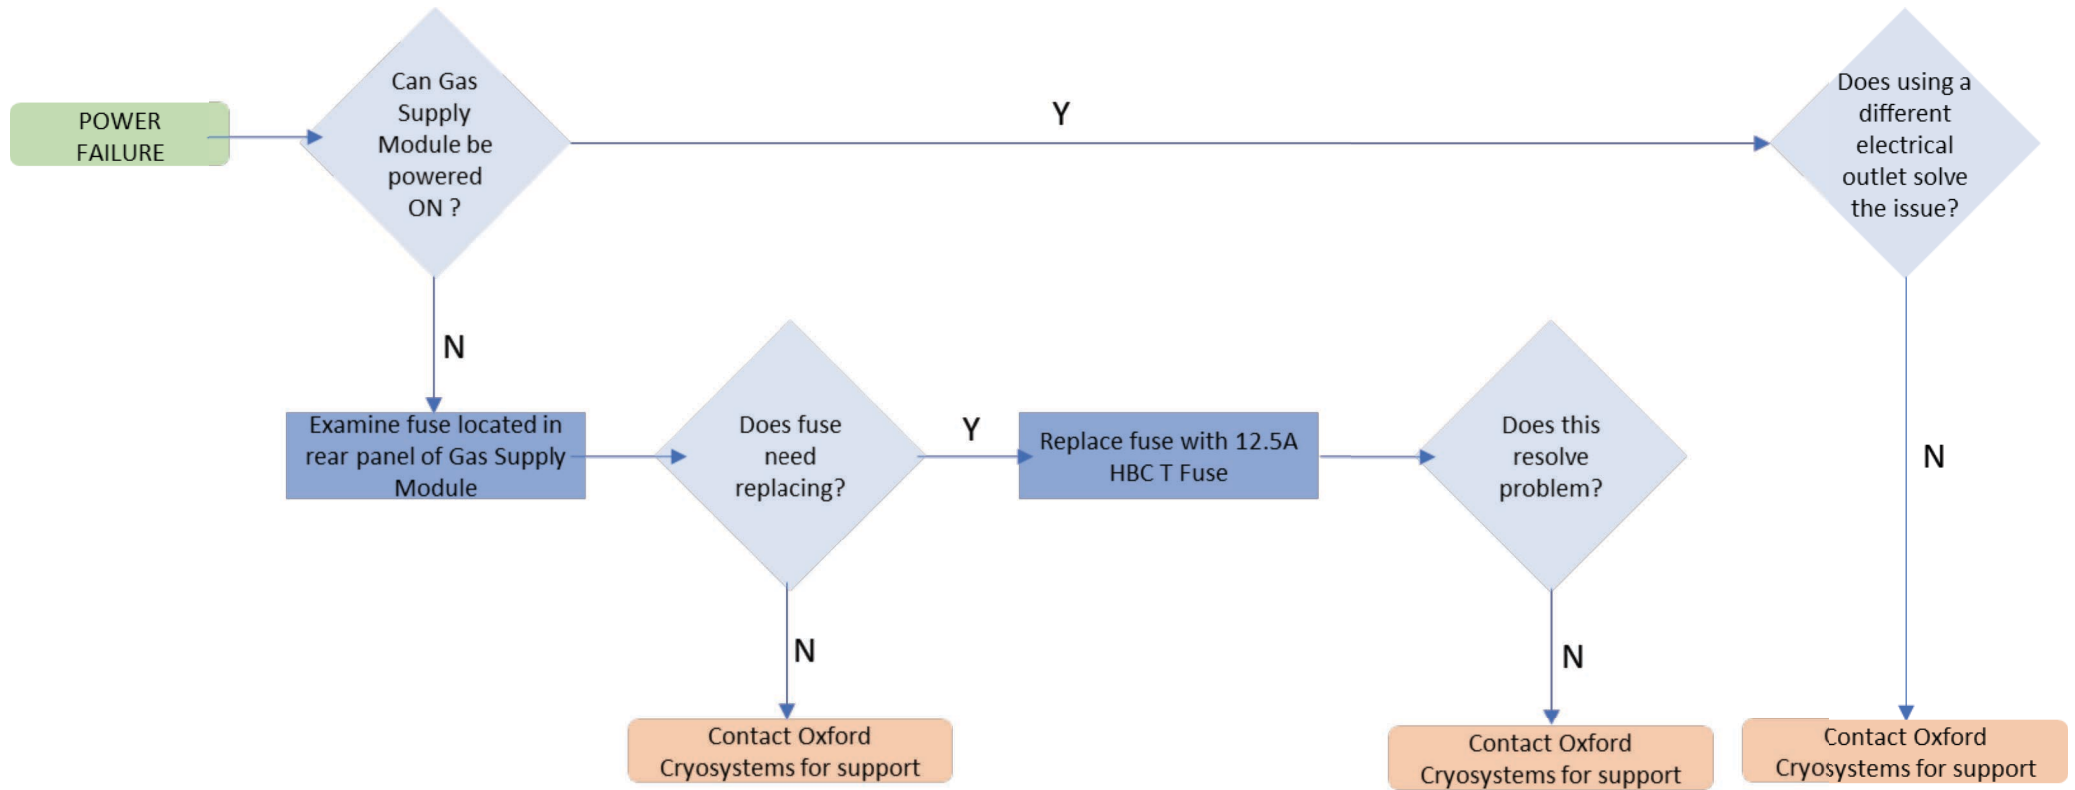 POWER
FAILURE
Can Gas
Supply
Module be
powered
ON ?
Y
Does using a
different
electrical
outlet solve
the issue?
N
Examine fuse located in
rear panel of Gas Supply
Module
Does fuse
need
replacing?
Y
Replace fuse with 12.5A
HBC T Fuse
Does this
resolve
problem?
N
N
N
Contact Oxford
Cryosystems for support
Contact Oxford
Cryosystems for support
Contact Oxford
Cryosystems for support